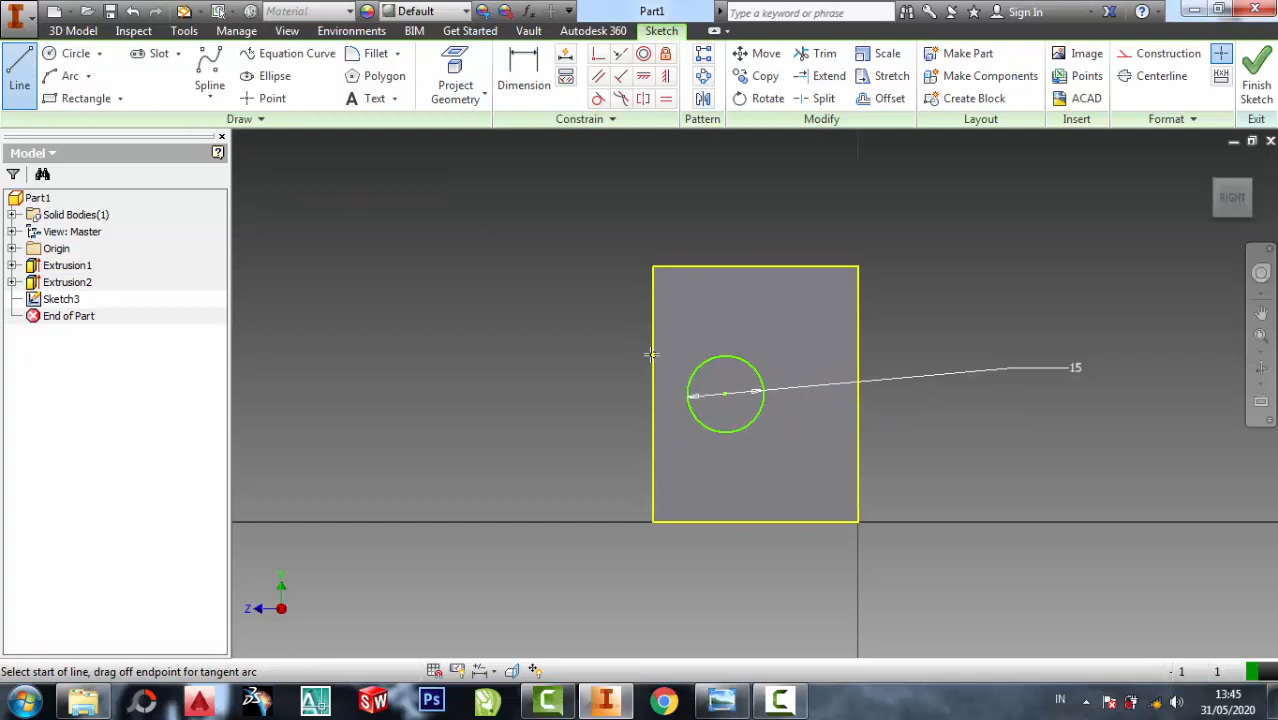 Material
Default
Part1
Type a keyword or phrase
Sign In
3D Model Inspect Tools Manage View Environments BIM Get Started Vault Autodesk 360 Sketch
Circle Slot Spline Equation Curve Fillet
Line
Arc Ellipse Polygon
Rectangle Point Text
Project Geometry
Dimension
Move Trim Scale
Copy Extend Stretch
Rotate Split Offset
Make Part
Make Components
Create Block
Image
Points
ACAD
Construction
Centerline
Finish Sketch
Draw Constrain Pattern Modify Layout Insert Format Exit
Model
Part1
Solid Bodies(1)
View: Master
Origin
Extrusion1
Extrusion2
Sketch3
End of Part
RIGHT
15
Z
Select start of line, drag off endpoint for tangent arc
1 1
Ps
IN
13:45
31/05/2020